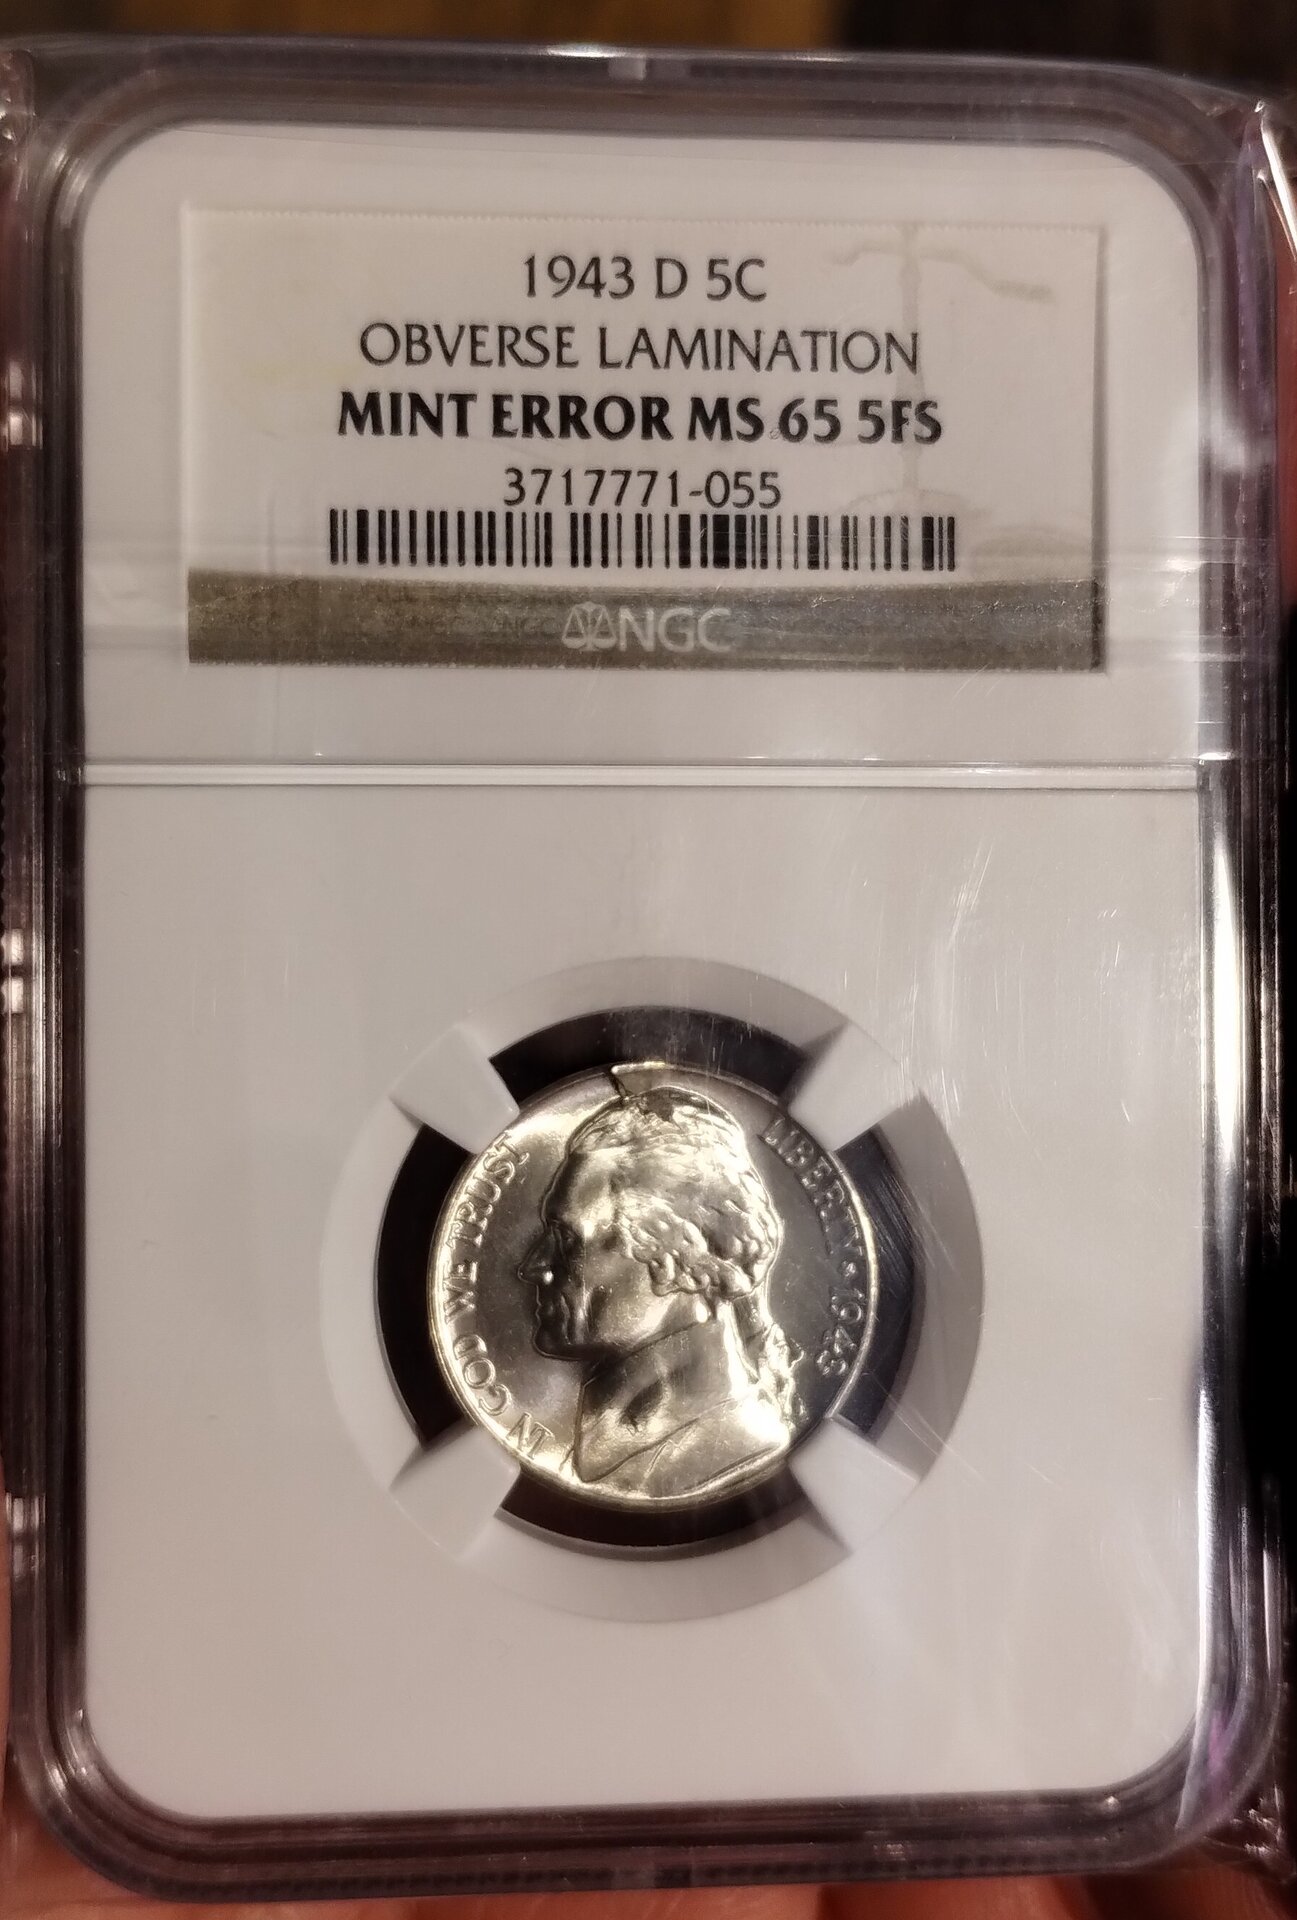 1943 D 5C
OBVERSE LAMINATION
MINT ERROR MS 65 5FS
3717771-055
NGC
IN GOD WE TRUST
LIBERTY ★ 1943